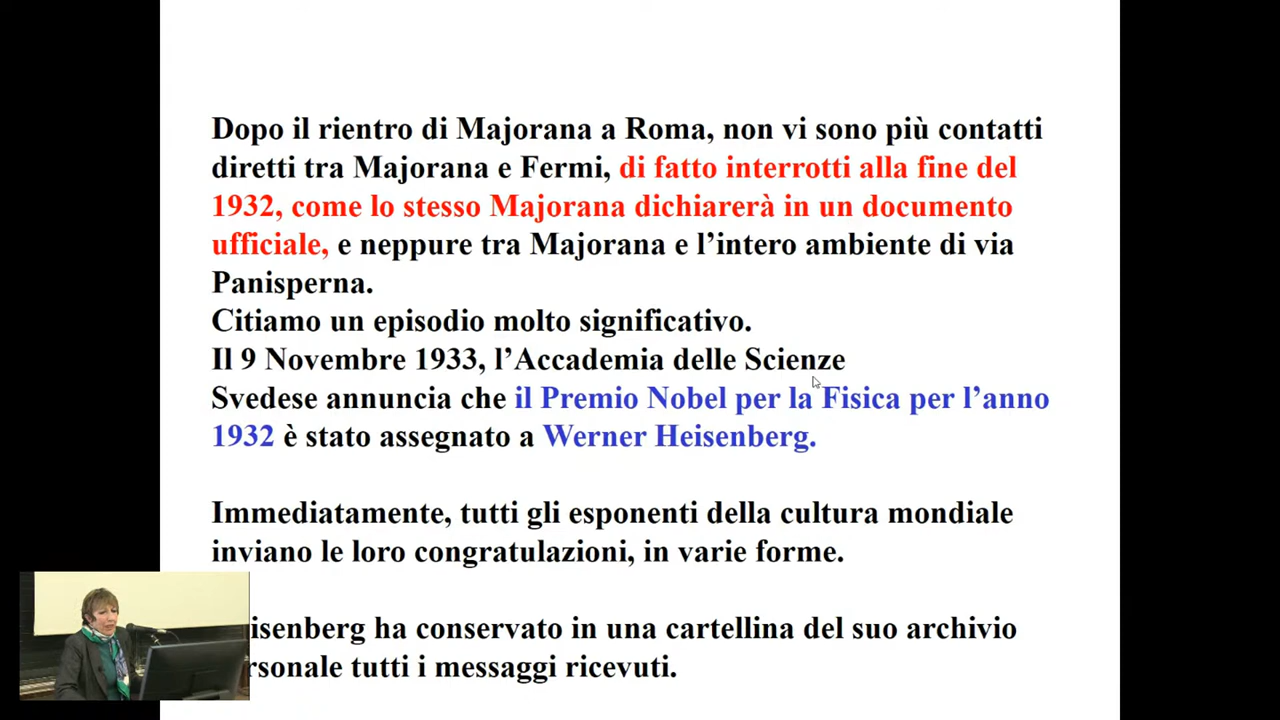 Dopo il rientro di Majorana a Roma, non vi sono più contatti
diretti tra Majorana e Fermi, di fatto interrotti alla fine del
1932, come lo stesso Majorana dichiarerà in un documento
ufficiale, e neppure tra Majorana e l’intero ambiente di via
Panisperna.
Citiamo un episodio molto significativo.
Il 9 Novembre 1933, l’Accademia delle Scienze
Svedese annuncia che il Premio Nobel per la Fisica per l’anno
1932 è stato assegnato a Werner Heisenberg.
Immediatamente, tutti gli esponenti della cultura mondiale
inviano le loro congratulazioni, in varie forme.
isenberg ha conservato in una cartellina del suo archivio
rsonale tutti i messaggi ricevuti.